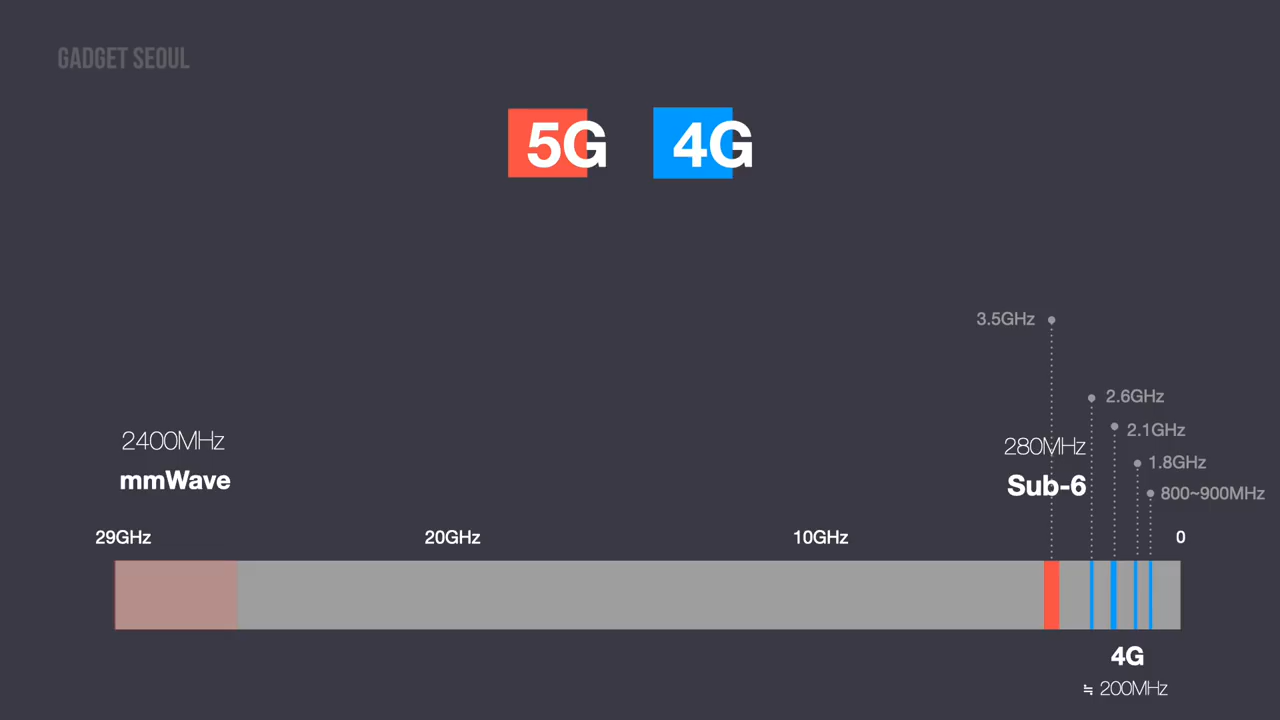 GADGET SEOUL
5G 4G
3.5GHz
2.6GHz
2.1GHz
1.8GHz
800~900MHz
2400MHz
mmWave
280MHz
Sub-6
29GHz 20GHz 10GHz 0
4G
≒ 200MHz